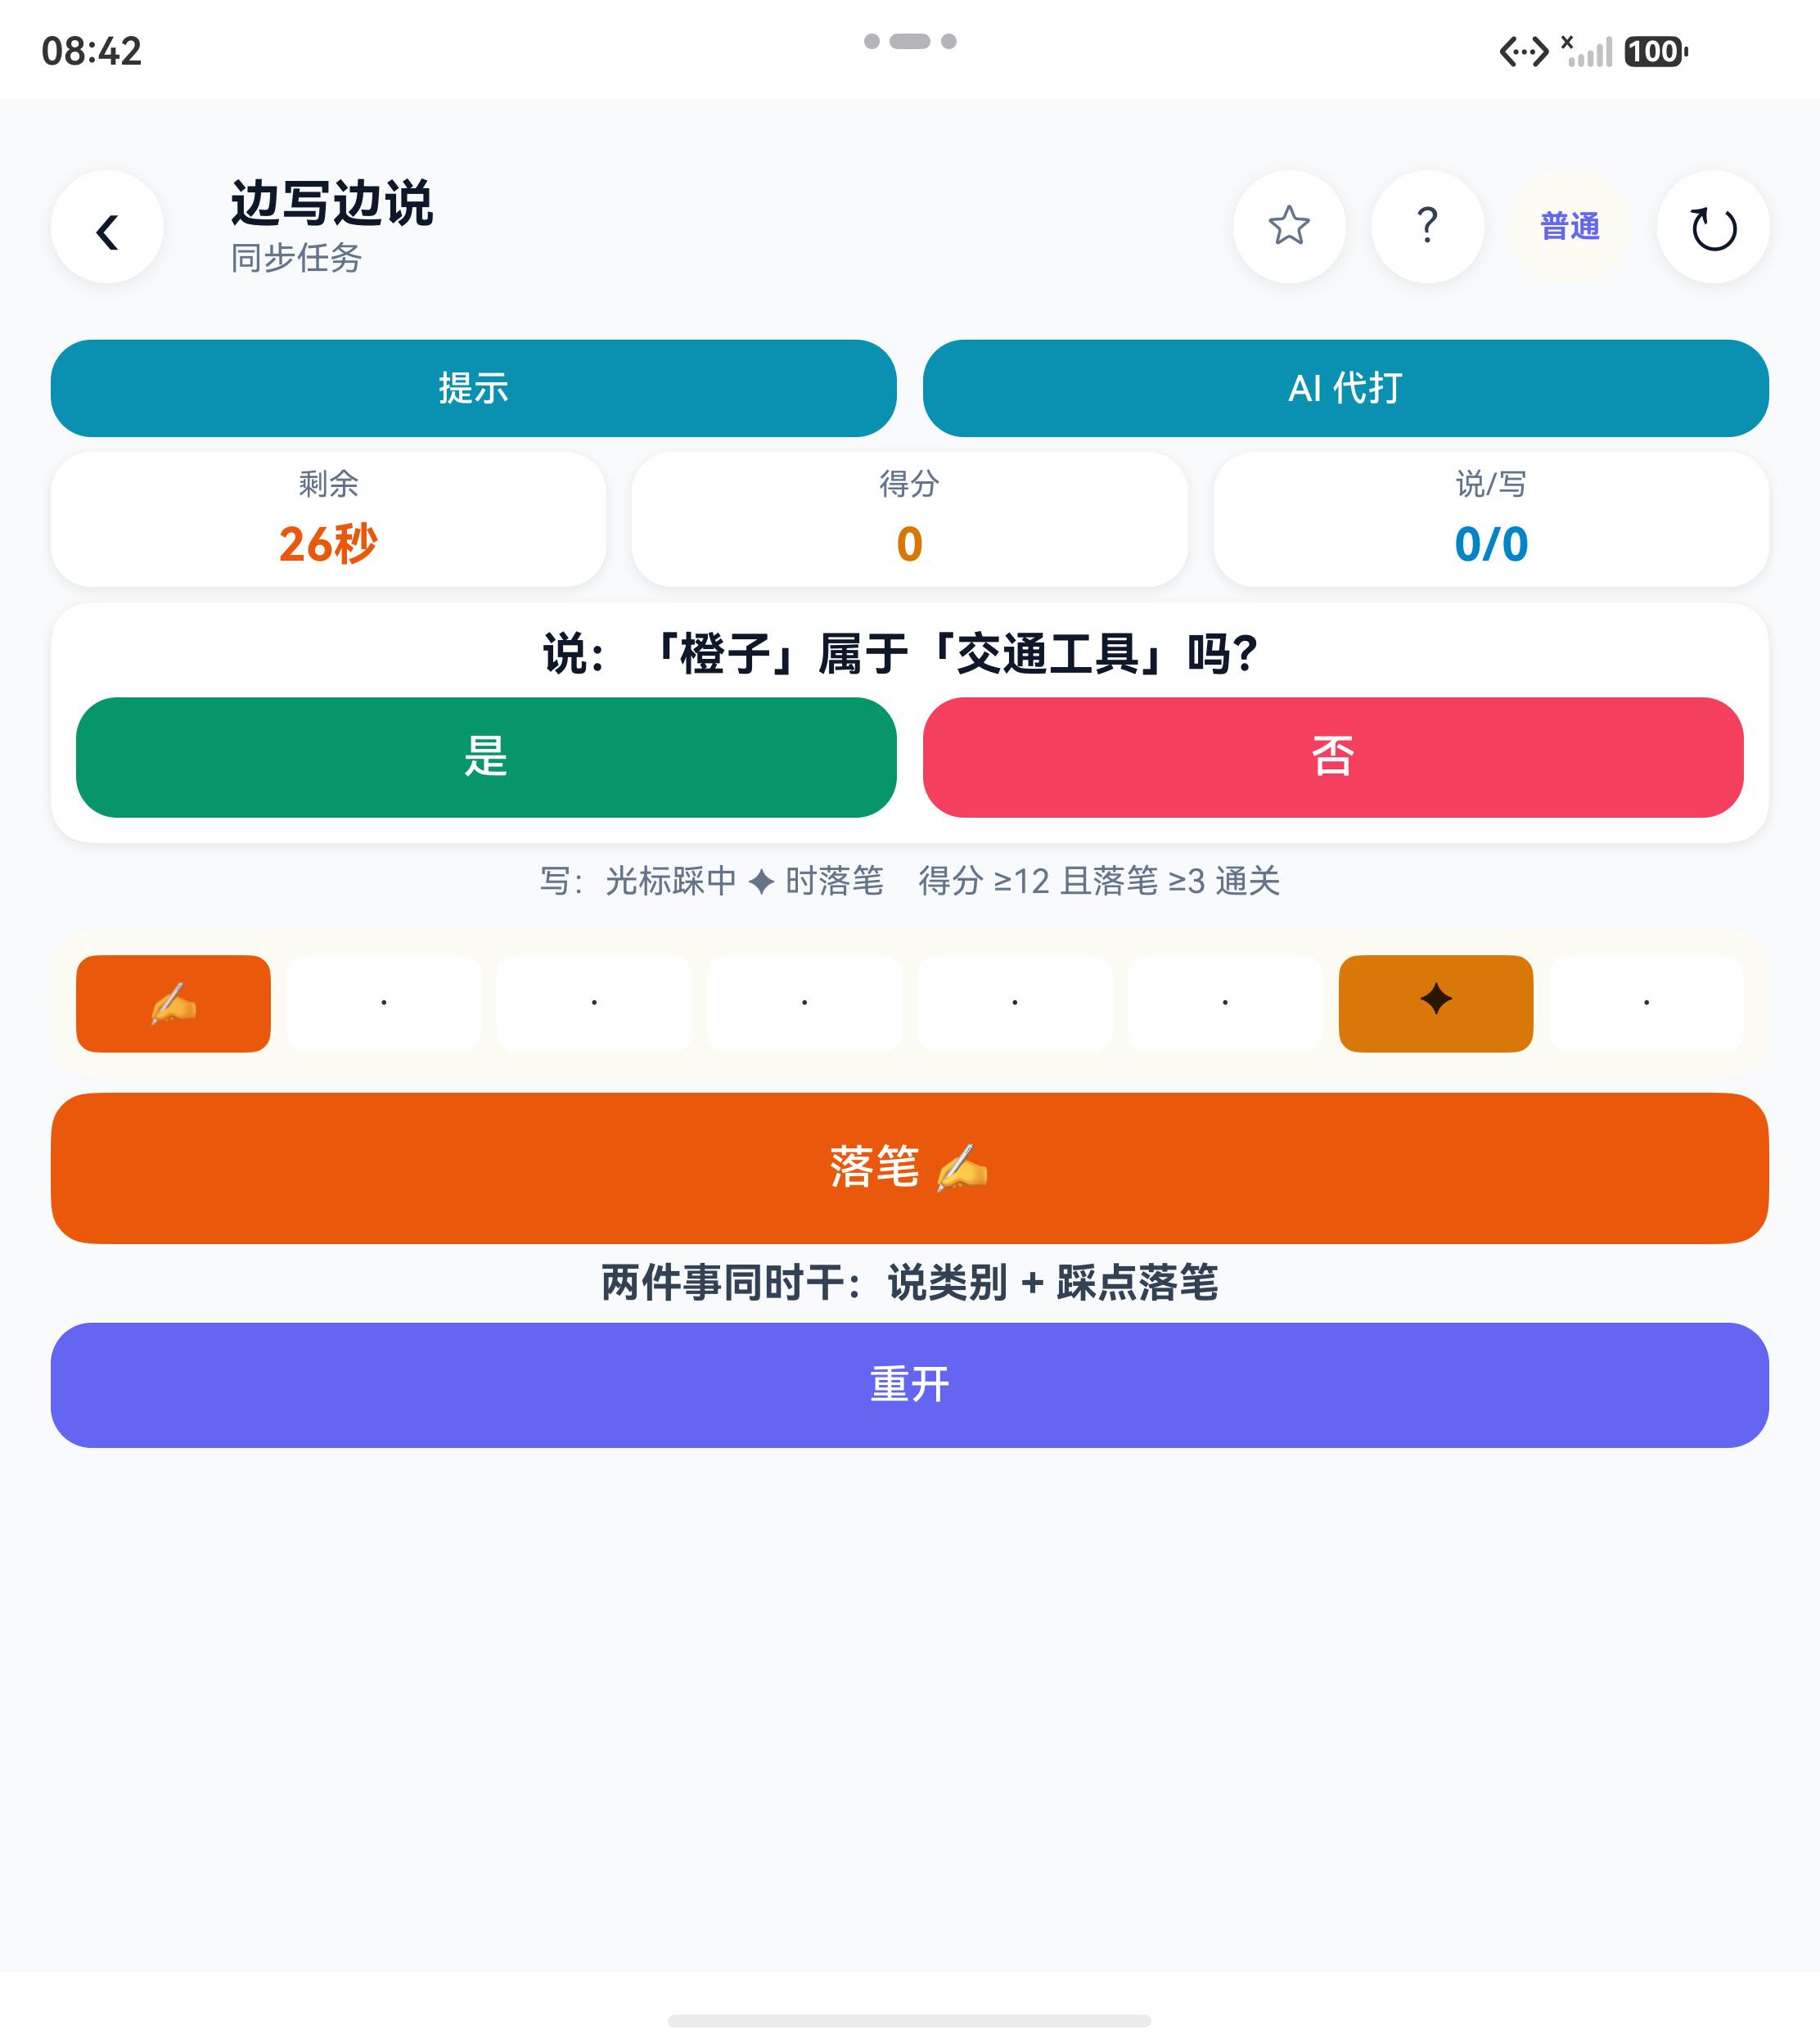 08:42
100
边写边说
同步任务
?
普通
提示
AI 代打
剩余
得分
说/写
26秒
0
0/0
说：「橙子」属于「交通工具」吗？
是
否
写：光标踩中 ✦ 时落笔 得分 ≥12 且落笔 ≥3 通关
落笔 ✍️
两件事同时干：说类别 + 踩点落笔
重开